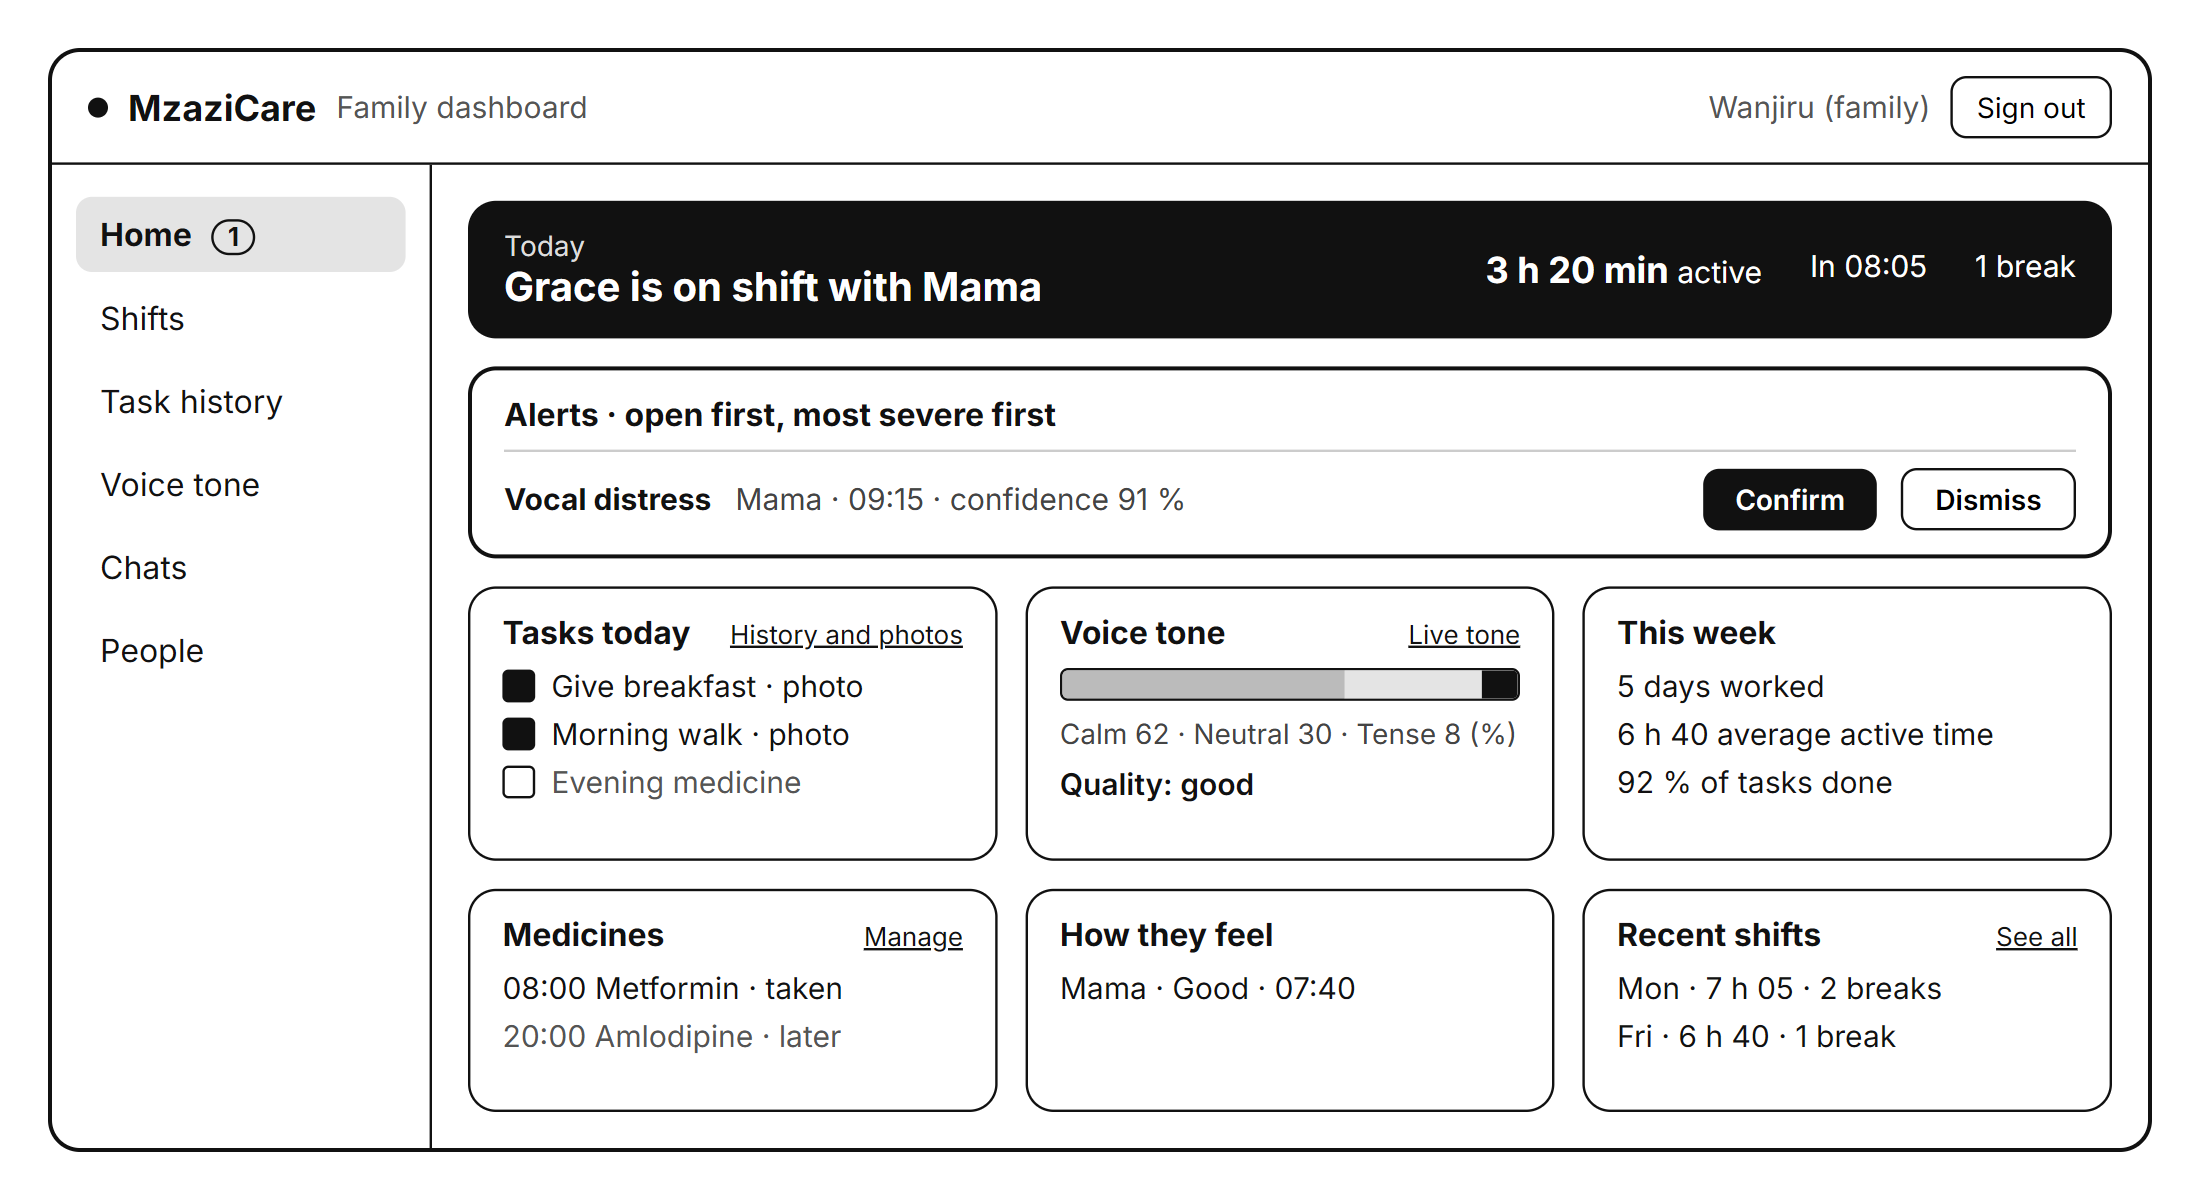 MzaziCare Family dashboard
Wanjiru (family) Sign out
Home 1
Shifts
Task history
Voice tone
Chats
People
Today
Grace is on shift with Mama
3 h 20 min active In 08:05 1 break
Alerts · open first, most severe first
Vocal distress Mama · 09:15 · confidence 91 %
Confirm Dismiss
Tasks today History and photos
Give breakfast · photo
Morning walk · photo
Evening medicine
Voice tone Live tone
Calm 62 · Neutral 30 · Tense 8 (%)
Quality: good
This week
5 days worked
6 h 40 average active time
92 % of tasks done
Medicines Manage
08:00 Metformin · taken
20:00 Amlodipine · later
How they feel
Mama · Good · 07:40
Recent shifts See all
Mon · 7 h 05 · 2 breaks
Fri · 6 h 40 · 1 break